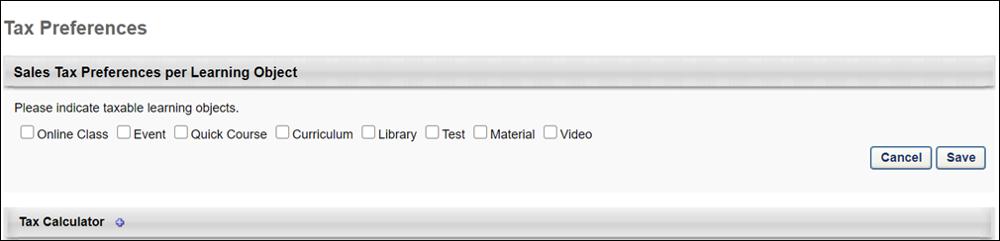 Tax Preferences
Sales Tax Preferences per Learning Object
Please indicate taxable learning objects.
Online Class Event Quick Course Curriculum Library Test Material Video
Cancel Save
Tax Calculator